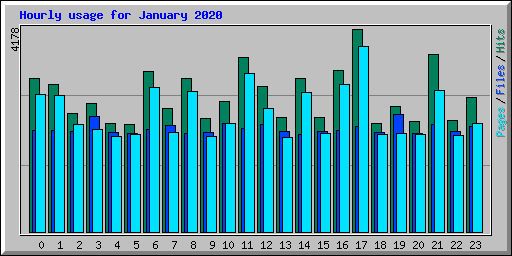 Hourly usage for January 2020
4178
Pages/Files/Hits
0 1 2 3 4 5 6 7 8 9 10 11 12 13 14 15 16 17 18 19 20 21 22 23